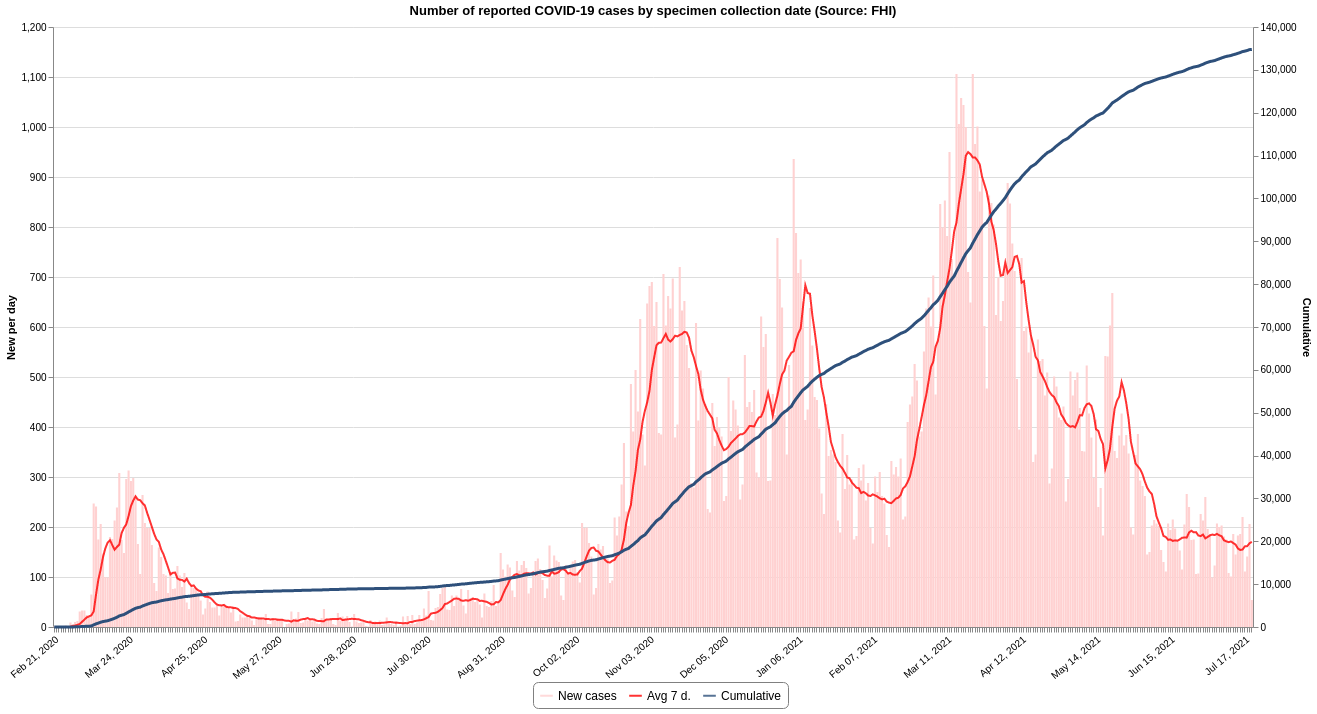 Number of reported COVID-19 cases by specimen collection date (Source: FHI)
1,200
1,100
1,000
900
800
700
600
500
400
300
200
100
0
New per day
140,000
130,000
120,000
110,000
100,000
90,000
80,000
70,000
60,000
50,000
40,000
30,000
20,000
10,000
0
Cumulative
Feb 21, 2020
Mar 24, 2020
Apr 25, 2020
May 27, 2020
Jun 28, 2020
Jul 30, 2020
Aug 31, 2020
Oct 02, 2020
Nov 03, 2020
Dec 05, 2020
Jan 06, 2021
Feb 07, 2021
Mar 11, 2021
Apr 12, 2021
May 14, 2021
Jun 15, 2021
Jul 17, 2021
New cases Avg 7 d. Cumulative